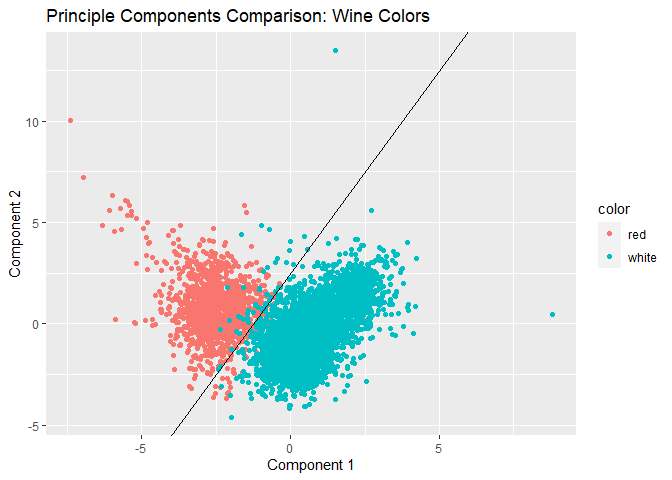 Principle Components Comparison: Wine Colors
10
5
0
-5
Component 2
-5
0
5
Component 1
color
red
white